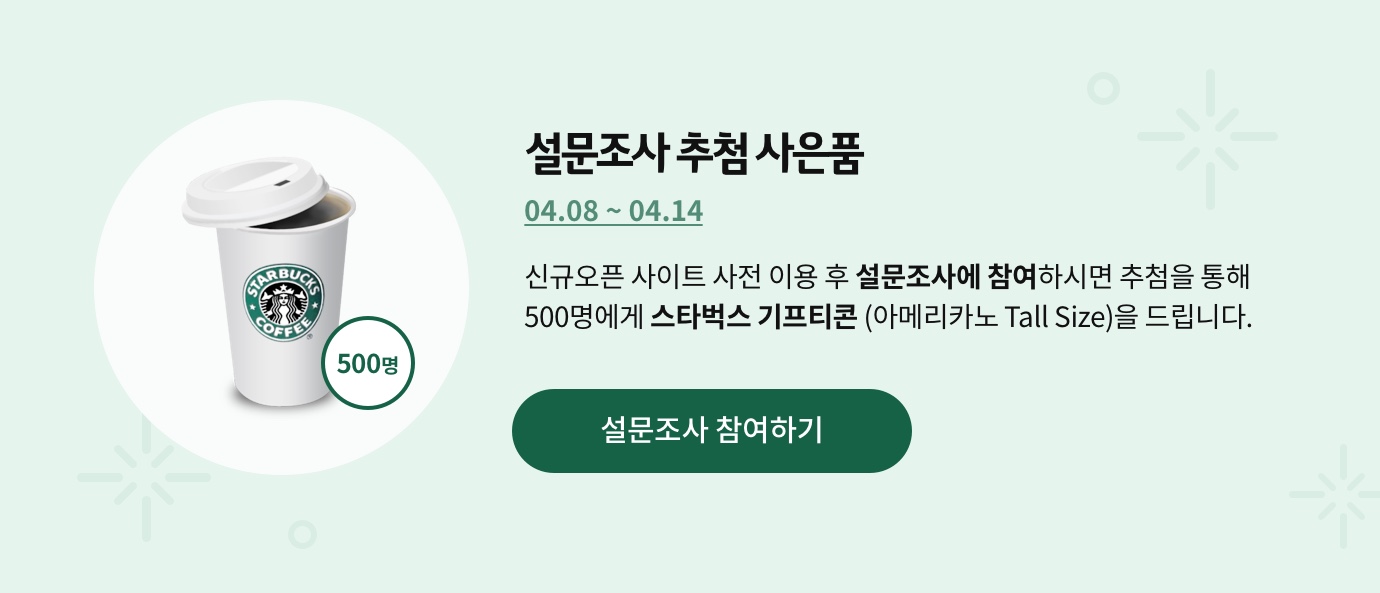 설문조사 추첨 사은품
04.08 ~ 04.14
신규오픈 사이트 사전 이용 후 설문조사에 참여하시면 추첨을 통해
500명에게 스타벅스 기프티콘 (아메리카노 Tall Size)을 드립니다.
STARBUCKS
COFFEE
®
500명
설문조사 참여하기